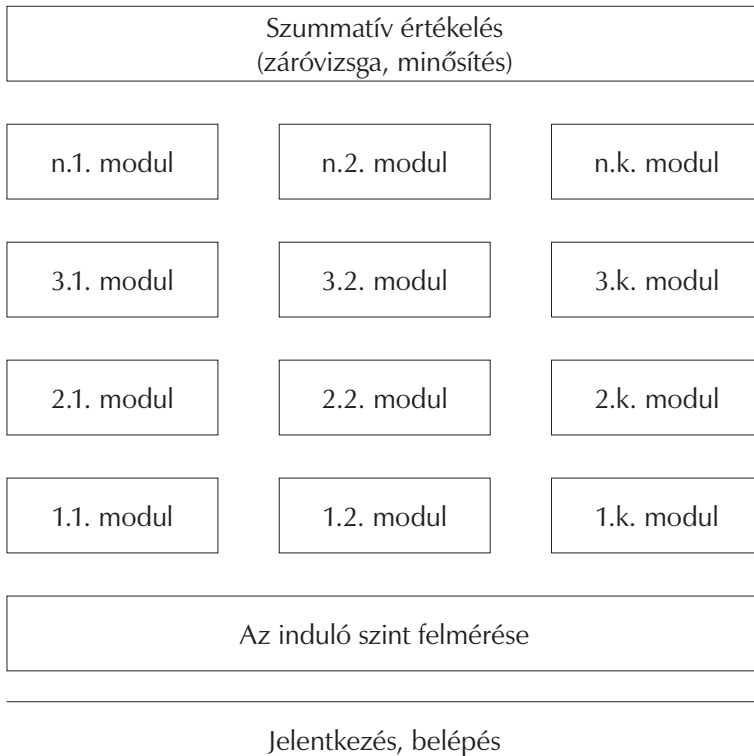 Szummatív értékelés
(záróvizsga, minősítés)
n.1. modul
n.2. modul
n.k. modul
3.1. modul
3.2. modul
3.k. modul
2.1. modul
2.2. modul
2.k. modul
1.1. modul
1.2. modul
1.k. modul
Az induló szint felmérése
Jelentkezés, belépés